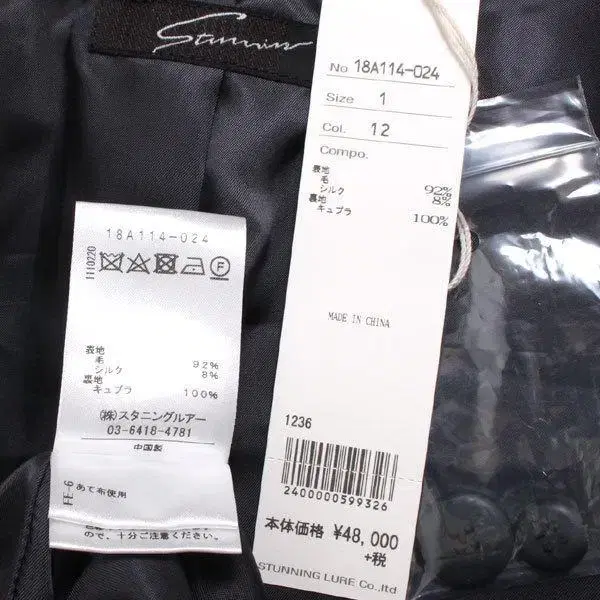 Stunning
No 18A114-024
Size 1
Col. 12
Compo.
表地
毛 92%
シルク 8%
裏地
キュプラ 100%
MADE IN CHINA
1236
2400000599326
本体価格 ¥48,000
+税
STUNNING LURE Co.,ltd
18A114-024
1110220
F
表地
毛 92%
シルク 8%
裏地
キュプラ 100%
(株)スタニングルアー
03-6418-4781
中国製
FE-6 あて布使用
ので、十分ご注意ください。